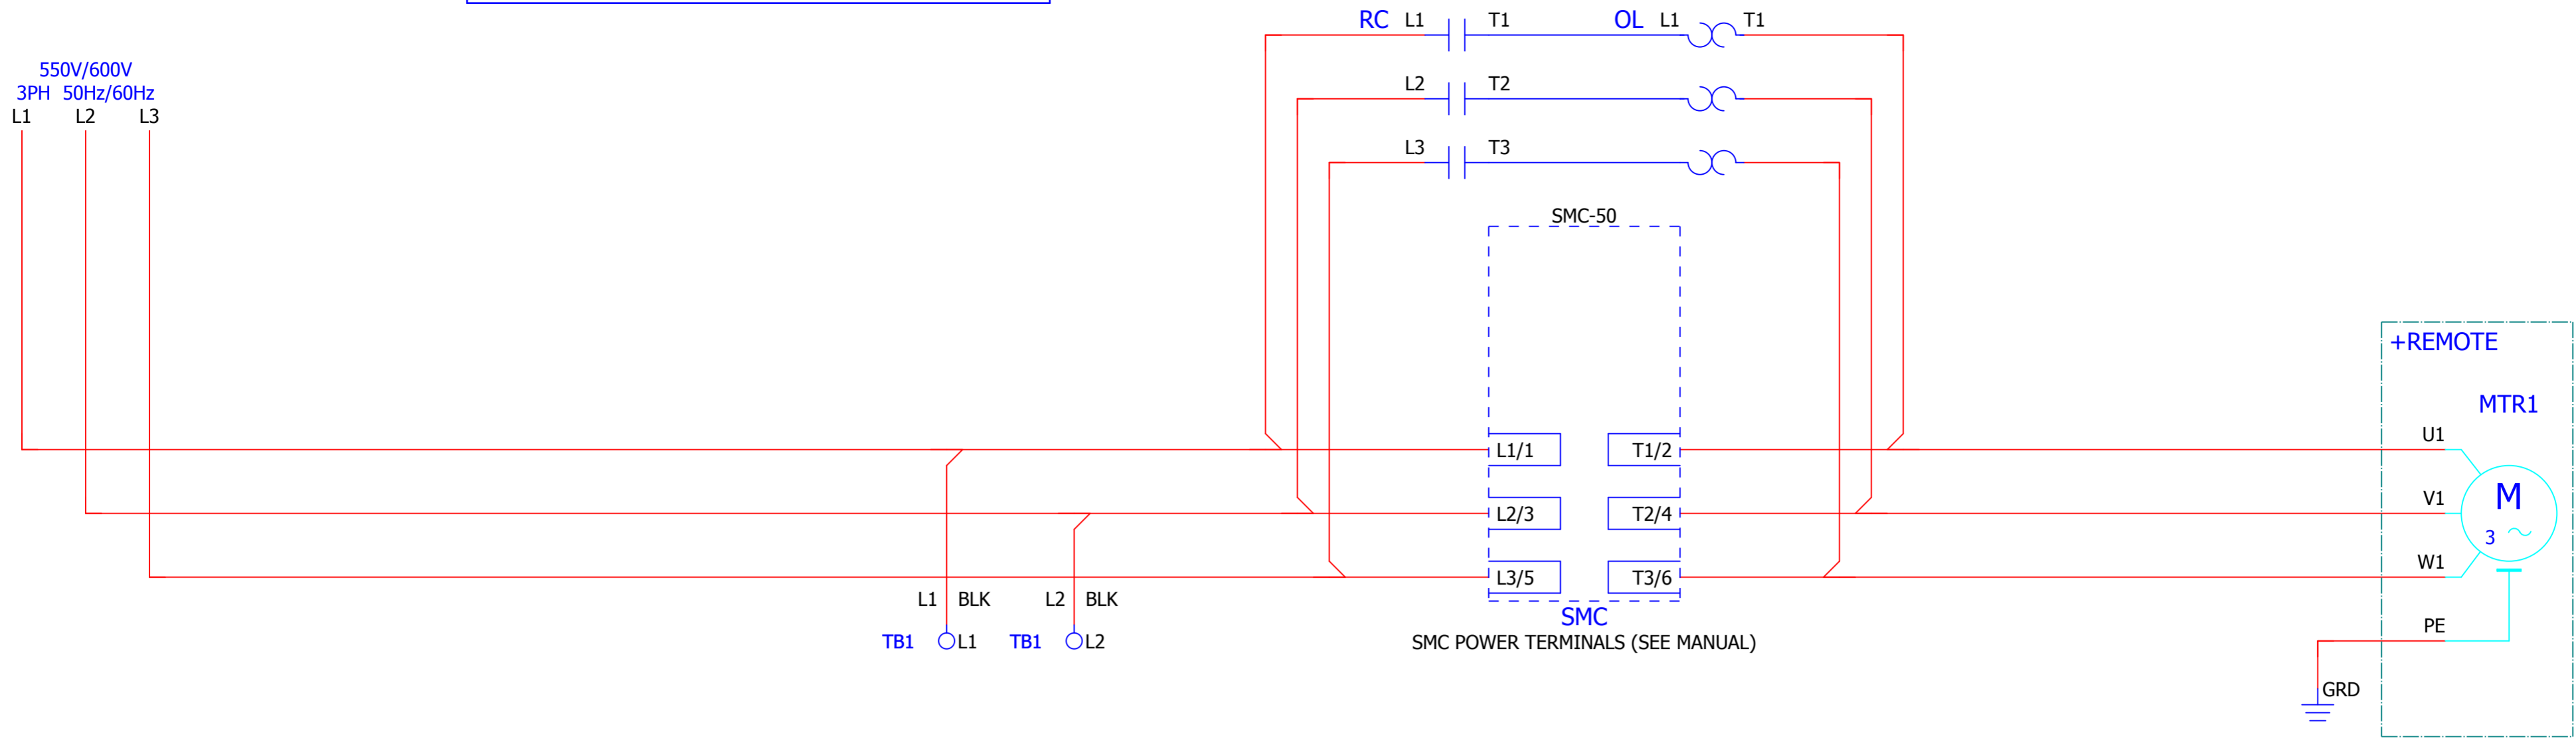 RC L1 T1 OL L1 T1
550V/600V
3PH 50Hz/60Hz
L1 L2 L3
L2 T2
L3 T3
SMC-50
+REMOTE
MTR1
U1
L1/1 T1/2
V1
M
3
L2/3 T2/4
W1
L3/5 T3/6
L1 BLK L2 BLK
SMC
PE
TB1 L1 TB1 L2
SMC POWER TERMINALS (SEE MANUAL)
GRD